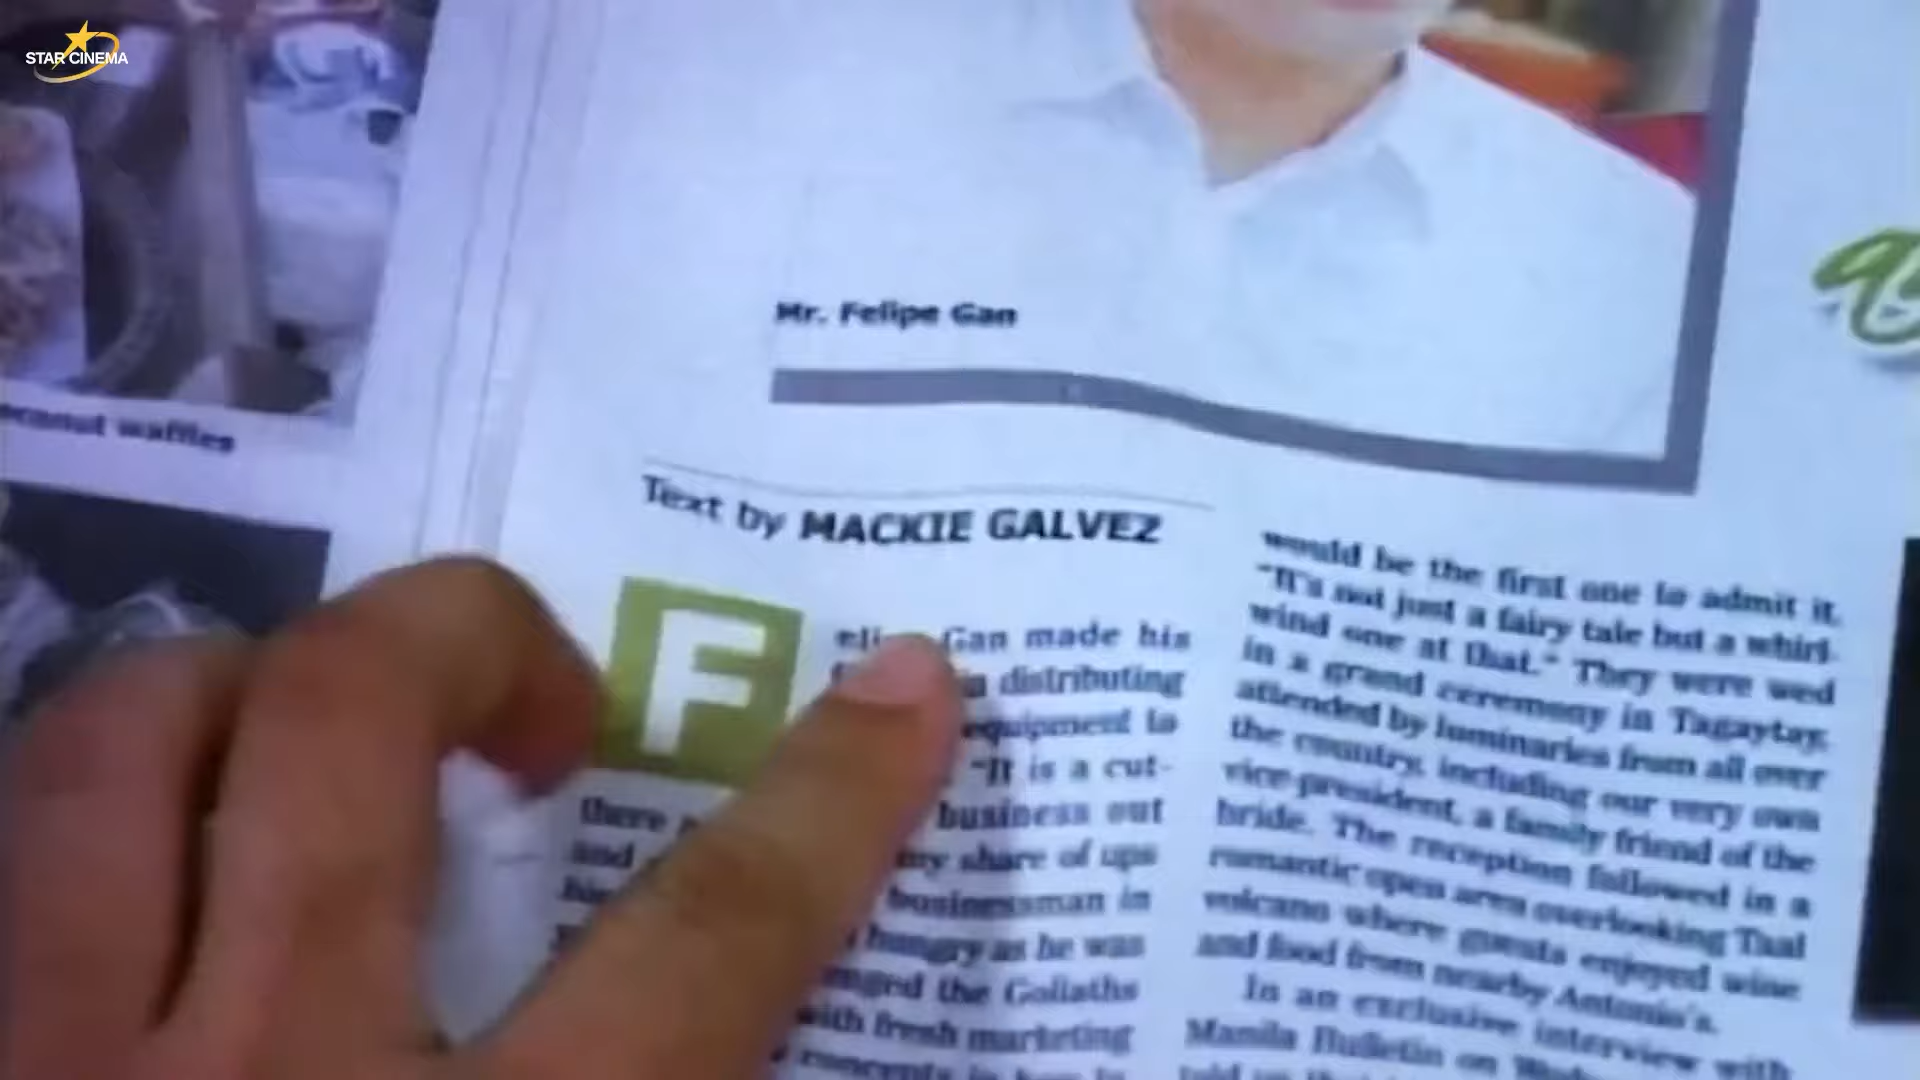 STAR CINEMA
Mr. Felipe Gan
coconut waffles
Text by MACKIE GALVEZ
F
Gan made his
distributing
equipment to
"It is a cut-
there
business out
and
my share of ups
businessman in
hungry as he was
the Goliaths
with fresh marketing
concepts in
would be the first one to admit it.
"It's not just a fairy tale but a whirl-
wind one at that." They were wed
in a grand ceremony in Tagaytay,
attended by luminaries from all over
the country, including our very own
vice-president, a family friend of the
bride. The reception followed in a
romantic open area overlooking Taal
volcano where guests enjoyed wine
and food from nearby Antonio's.
In an exclusive interview with
Manila Bulletin on